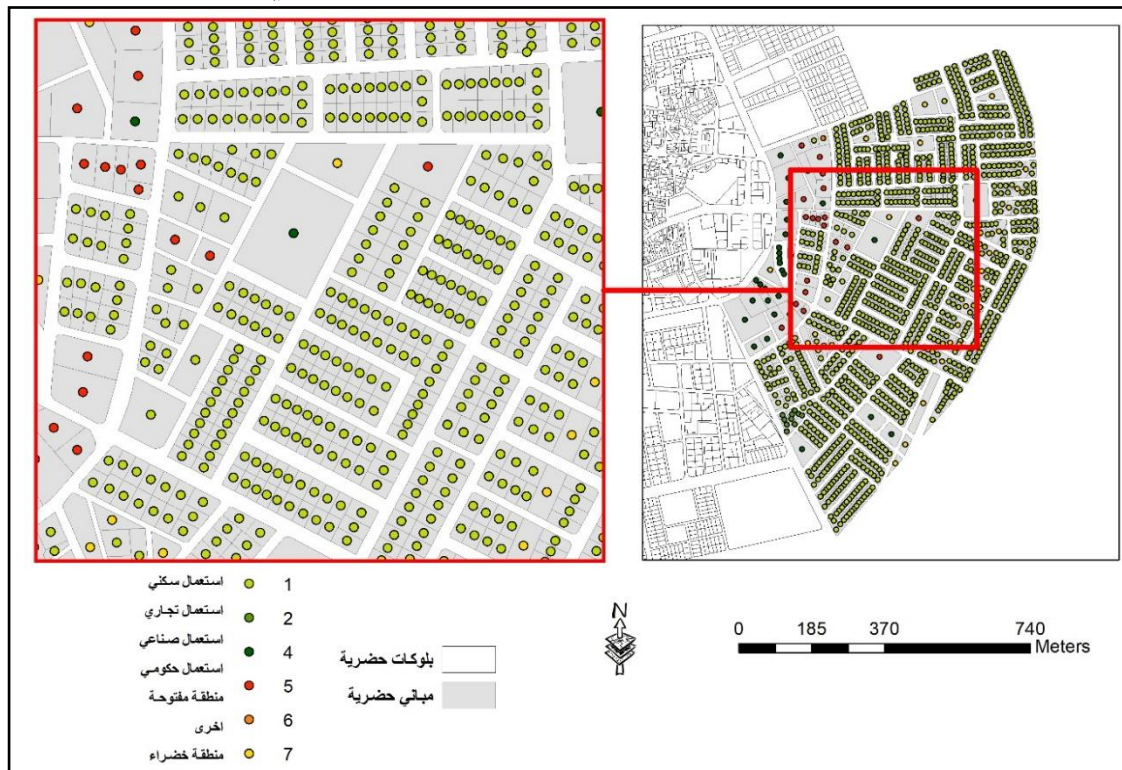 استعمال سكني
استعمال تجاري
استعمال صناعي
استعمال حكومي
منطقة مفتوحة
اخرى
منطقة خضراء
1
2
4
5
6
7
بلوكات حضرية
مباني حضرية
N
0 185 370 740
Meters